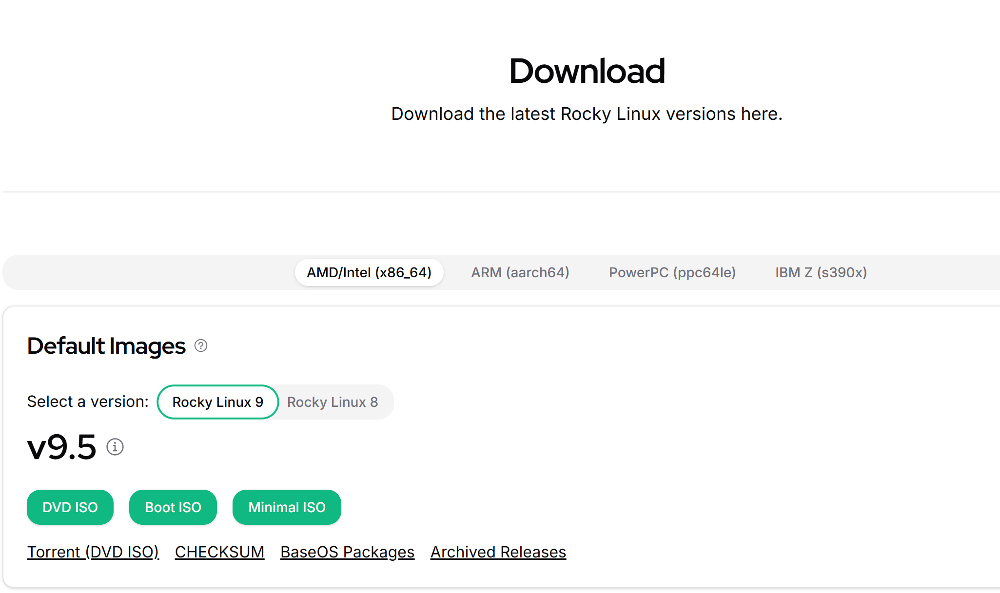 Download
Download the latest Rocky Linux versions here.
AMD/Intel (x86_64) ARM (aarch64) PowerPC (ppc64le) IBM Z (s390x)
Default Images
Select a version: Rocky Linux 9 Rocky Linux 8
v9.5
DVD ISO Boot ISO Minimal ISO
Torrent (DVD ISO) CHECKSUM BaseOS Packages Archived Releases